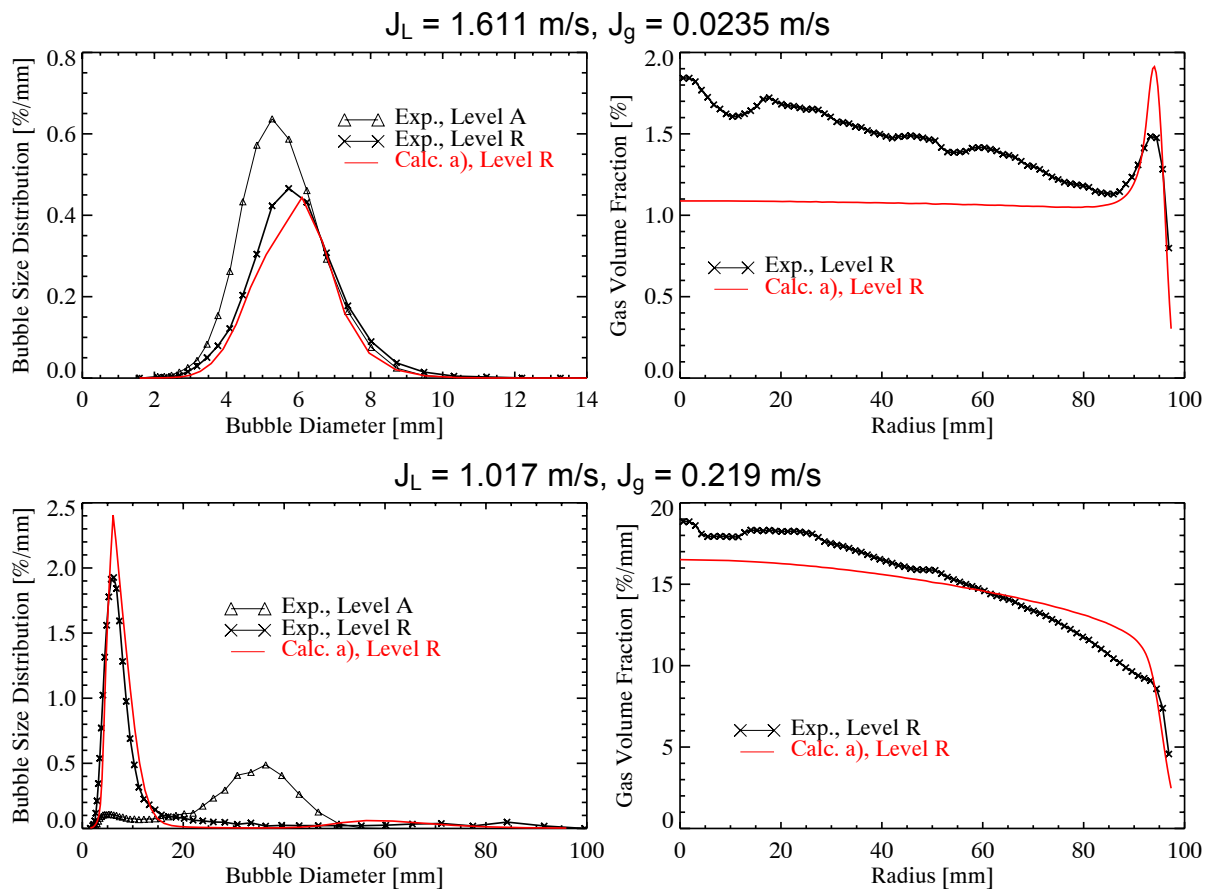 J_L = 1.611 m/s, J_g = 0.0235 m/s
Bubble Size Distribution [%/mm]
0.8
0.6
0.4
0.2
0.0
Exp., Level A
Exp., Level R
Calc. a), Level R
0 2 4 6 8 10 12 14
Bubble Diameter [mm]
Gas Volume Fraction [%]
2.0
1.5
1.0
0.5
0.0
Exp., Level R
Calc. a), Level R
0 20 40 60 80 100
Radius [mm]
J_L = 1.017 m/s, J_g = 0.219 m/s
Bubble Size Distribution [%/mm]
2.5
2.0
1.5
1.0
0.5
0.0
Exp., Level A
Exp., Level R
Calc. a), Level R
0 20 40 60 80 100
Bubble Diameter [mm]
Gas Volume Fraction [%/mm]
20
15
10
5
0
Exp., Level R
Calc. a), Level R
0 20 40 60 80 100
Radius [mm]